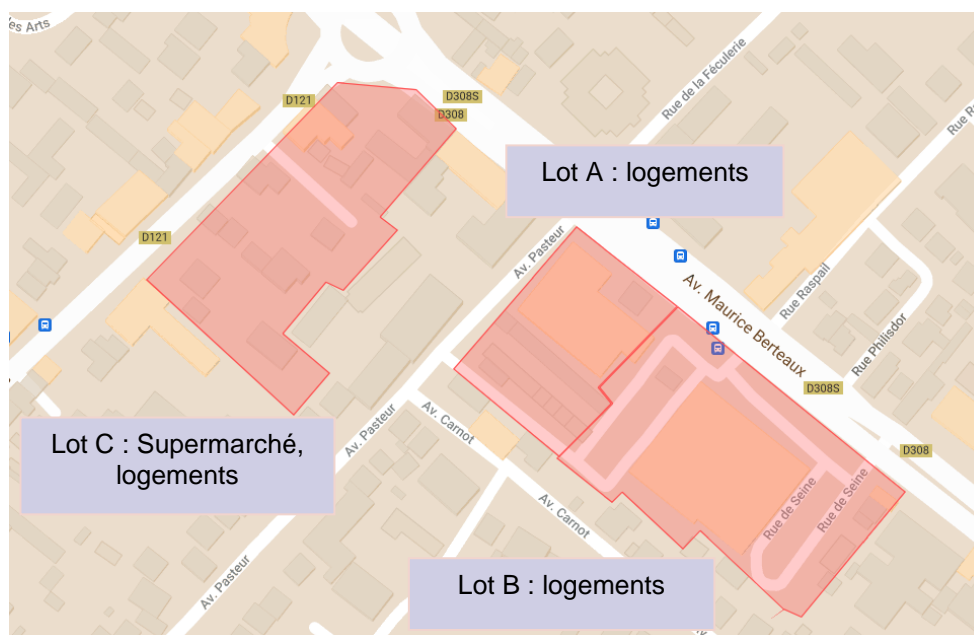 es Arts
D121
D308S
D308
Rue de la Féculerie
Rue R
Lot A : logements
D121
Av. Pasteur
Rue Raspail
Av. Maurice Berteaux
Rue Philisdor
D308S
D308
Lot C : Supermarché,
logements
Av. Pasteur
Av. Carnot
Av. Carnot
Rue de Seine
Rue de Seine
Av. Pasteur
Lot B : logements